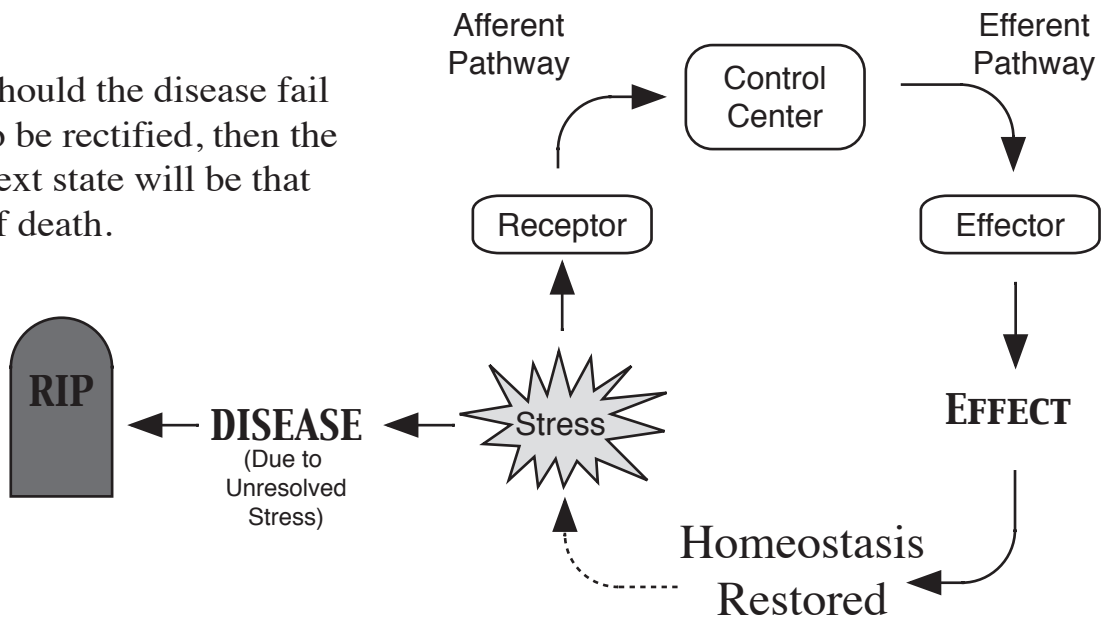 hould the disease fail
o be rectified, then the
ext state will be that
f death.
Afferent
Pathway
Control
Center
Efferent
Pathway
Receptor
Effector
RIP
DISEASE
(Due to
Unresolved
Stress)
Stress
EFFECT
Homeostasis
Restored